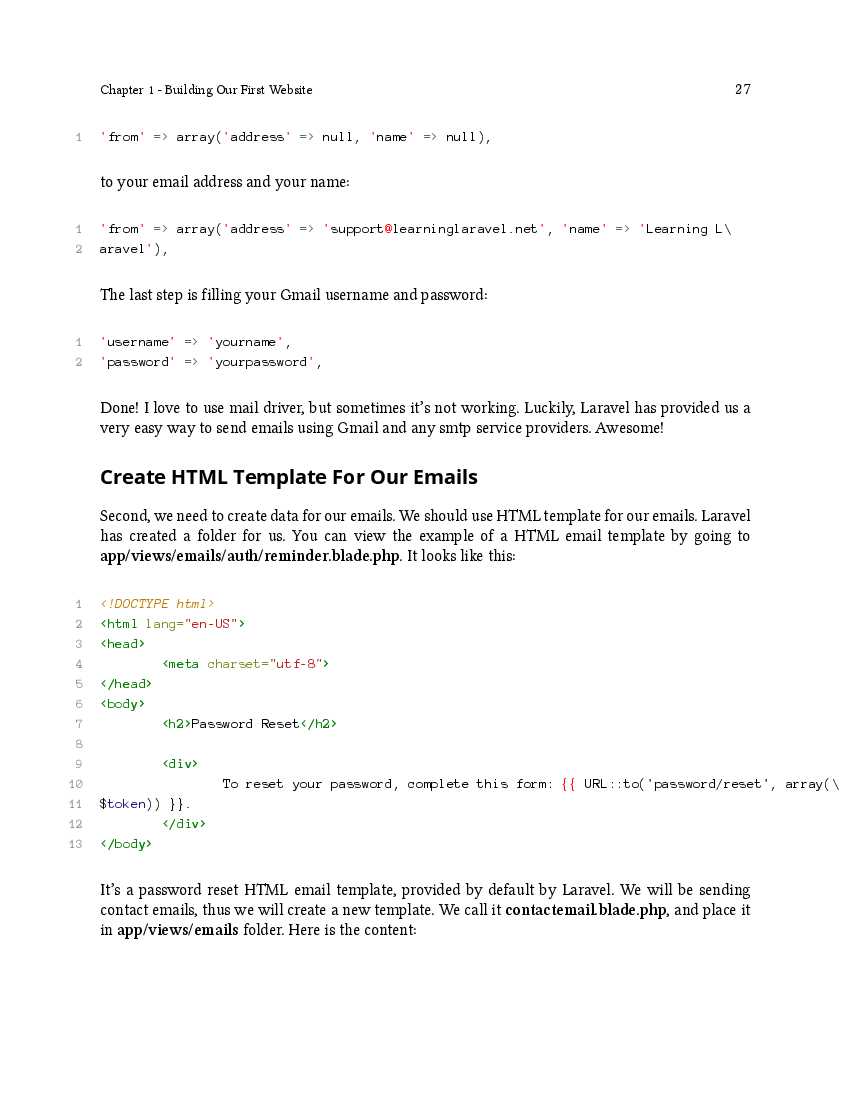 Chapter 1 - Building Our First Website 27
1 'from' => array('address' => null, 'name' => null),
to your email address and your name:
1 'from' => array('address' => 'support@learninglaravel.net', 'name' => 'Learning L\
2 aravel'),
The last step is filling your Gmail username and password:
1 'username' => 'yourname',
2 'password' => 'yourpassword',
Done! I love to use mail driver, but sometimes it’s not working. Luckily, Laravel has provided us a
very easy way to send emails using Gmail and any smtp service providers. Awesome!
Create HTML Template For Our Emails
Second, we need to create data for our emails. We should use HTML template for our emails. Laravel
has created a folder for us. You can view the example of a HTML email template by going to
app/views/emails/auth/reminder.blade.php. It looks like this:
1 <!DOCTYPE html>
2 <html lang="en-US">
3 <head>
4 <meta charset="utf-8">
5 </head>
6 <body>
7 <h2>Password Reset</h2>
8
9 <div>
10 To reset your password, complete this form: {{ URL::to('password/reset', array(\
11 $token)) }}.
12 </div>
13 </body>
It’s a password reset HTML email template, provided by default by Laravel. We will be sending
contact emails, thus we will create a new template. We call it contactemail.blade.php, and place it
in app/views/emails folder. Here is the content: